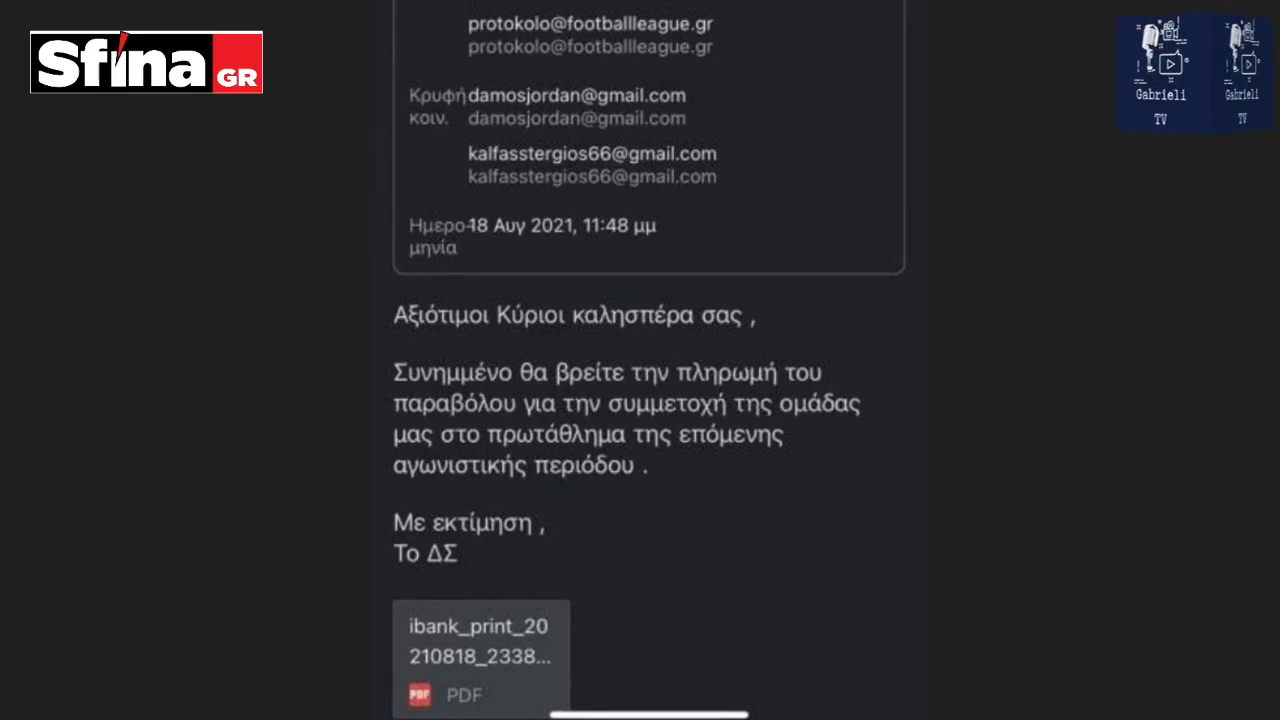 Sfina GR
Gabrieli
TV
Gabrieli
TV
protokolo@footballleague.gr
protokolo@footballleague.gr
Κρυφή damosjordan@gmail.com
κοιν. damosjordan@gmail.com
kalfasstergios66@gmail.com
kalfasstergios66@gmail.com
Ημερο- 18 Αυγ 2021, 11:48 μμ
μηνία
Αξιότιμοι Κύριοι καλησπέρα σας ,
Συνημμένο θα βρείτε την πληρωμή του
παραβόλου για την συμμετοχή της ομάδας
μας στο πρωτάθλημα της επόμενης
αγωνιστικής περιόδου .
Με εκτίμηση ,
Το ΔΣ
ibank_print_20
210818_2338...
PDF PDF